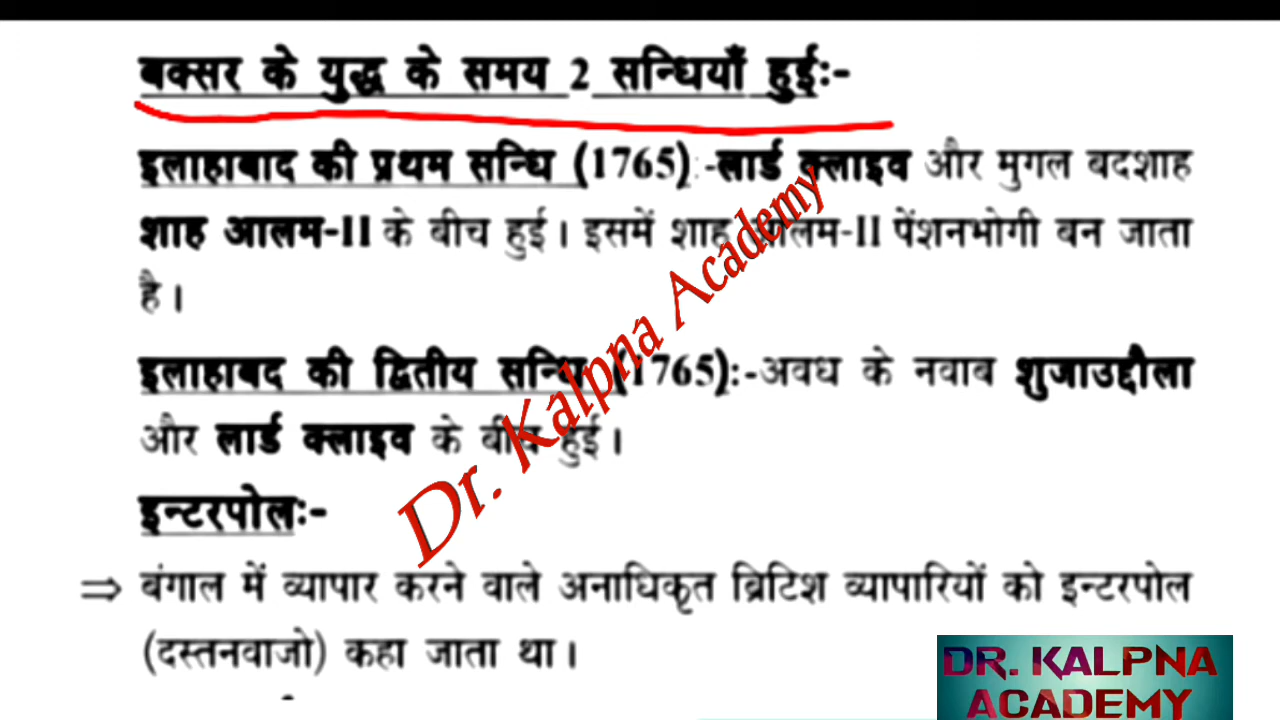 बक्सर के युद्ध के समय 2 सन्धियाँ हुईः-
इलाहाबाद की प्रथम सन्धि (1765):-लार्ड क्लाइव और मुगल बदशाह
शाह आलम-II के बीच हुई। इसमें शाह आलम-II पेंशनभोगी बन जाता
है।
इलाहाबद की द्वितीय सन्धि (1765):-अवध के नवाब शुजाउद्दौला
और लार्ड क्लाइव के बीच हुई।
इन्टरपोलः-
⇒ बंगाल में व्यापार करने वाले अनाधिकृत ब्रिटिश व्यापारियों को इन्टरपोल
(दस्तनवाजो) कहा जाता था।
Dr. Kalpna Academy
DR. KALPNA
ACADEMY